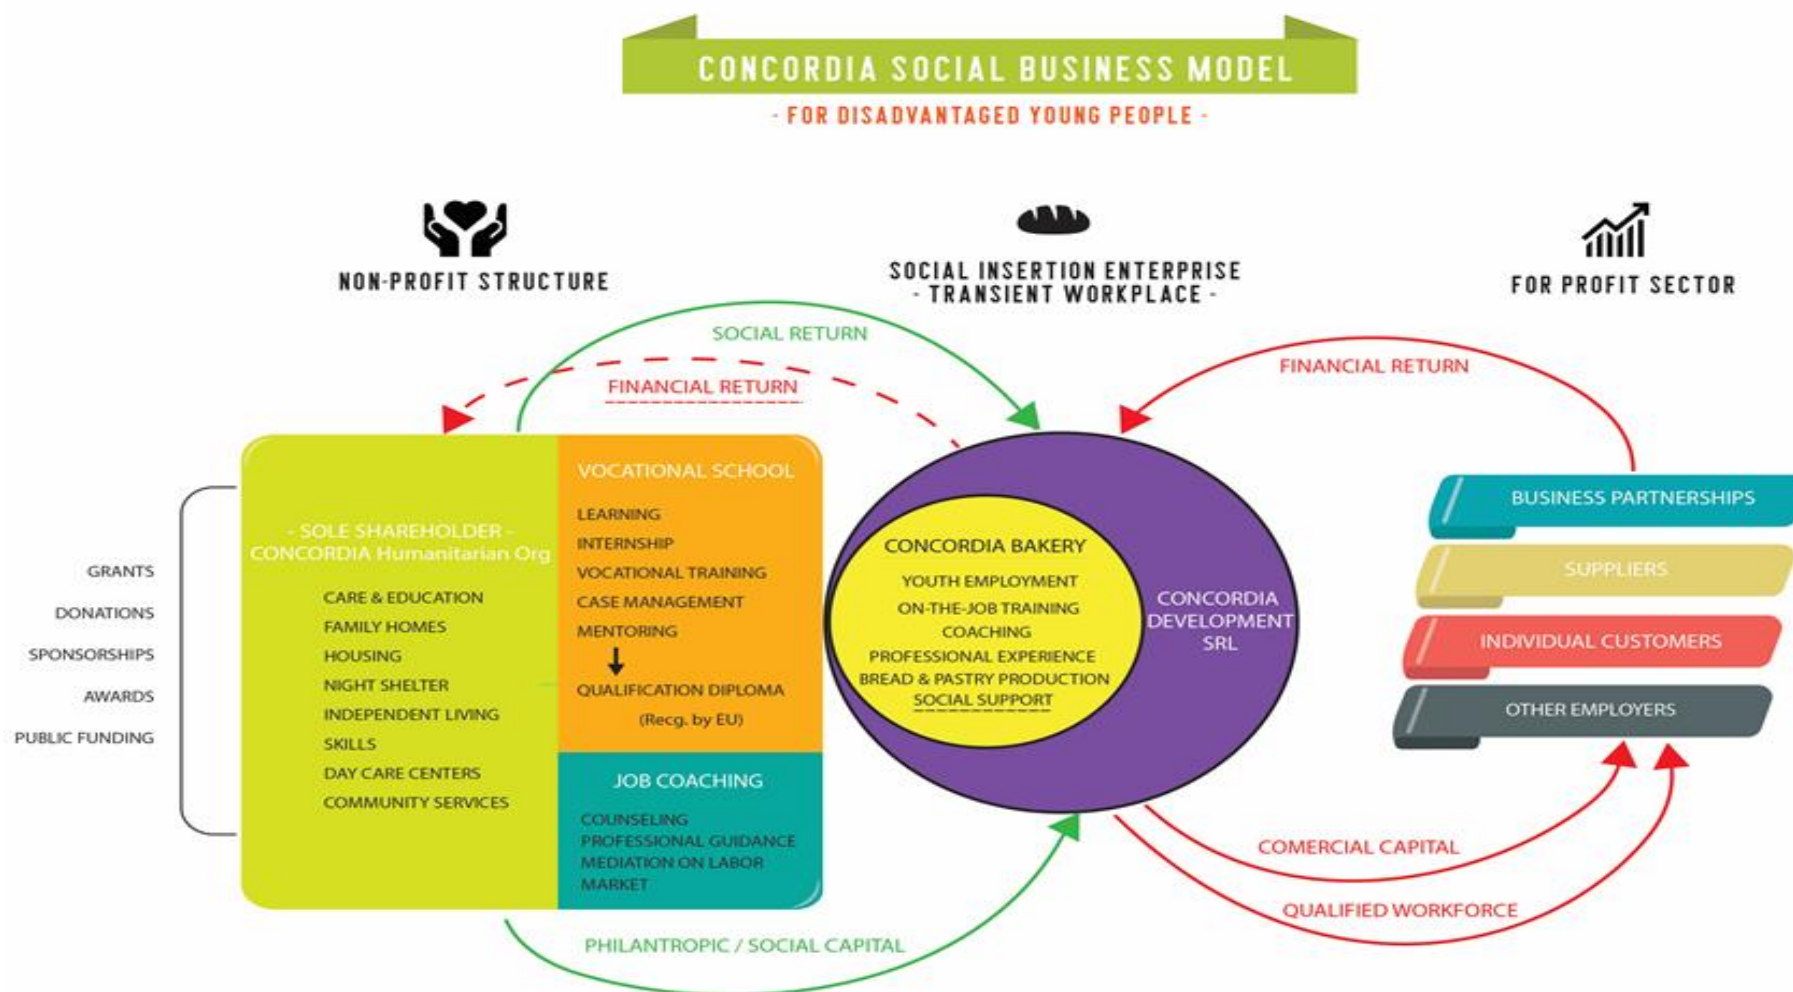 CONCORDIA SOCIAL BUSINESS MODEL
- FOR DISADVANTAGED YOUNG PEOPLE -
NON-PROFIT STRUCTURE
SOCIAL INSERTION ENTERPRISE
- TRANSIENT WORKPLACE -
FOR PROFIT SECTOR
SOCIAL RETURN
FINANCIAL RETURN
FINANCIAL RETURN
GRANTS
DONATIONS
SPONSORSHIPS
AWARDS
PUBLIC FUNDING
- SOLE SHAREHOLDER -
CONCORDIA Humanitarian Org
CARE & EDUCATION
FAMILY HOMES
HOUSING
NIGHT SHELTER
INDEPENDENT LIVING
SKILLS
DAY CARE CENTERS
COMMUNITY SERVICES
VOCATIONAL SCHOOL
LEARNING
INTERNSHIP
VOCATIONAL TRAINING
CASE MANAGEMENT
MENTORING
QUALIFICATION DIPLOMA
(Recg. by EU)
JOB COACHING
COUNSELING
PROFESSIONAL GUIDANCE
MEDIATION ON LABOR
MARKET
CONCORDIA BAKERY
YOUTH EMPLOYMENT
ON-THE-JOB TRAINING
COACHING
PROFESSIONAL EXPERIENCE
BREAD & PASTRY PRODUCTION
SOCIAL SUPPORT
CONCORDIA
DEVELOPMENT
SRL
BUSINESS PARTNERSHIPS
SUPPLIERS
INDIVIDUAL CUSTOMERS
OTHER EMPLOYERS
COMERCIAL CAPITAL
QUALIFIED WORKFORCE
PHILANTROPIC / SOCIAL CAPITAL